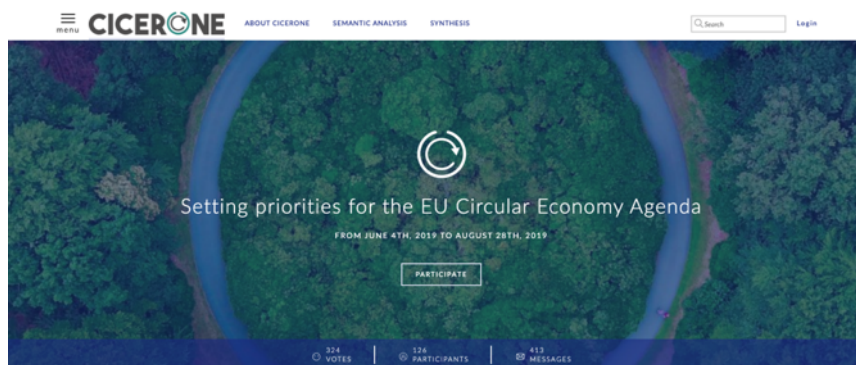 menu CICERONE ABOUT CICERONE SEMANTIC ANALYSIS SYNTHESIS Search Login
Setting priorities for the EU Circular Economy Agenda
FROM JUNE 4TH, 2019 TO AUGUST 28TH, 2019
PARTICIPATE
324 VOTES
126 PARTICIPANTS
413 MESSAGES